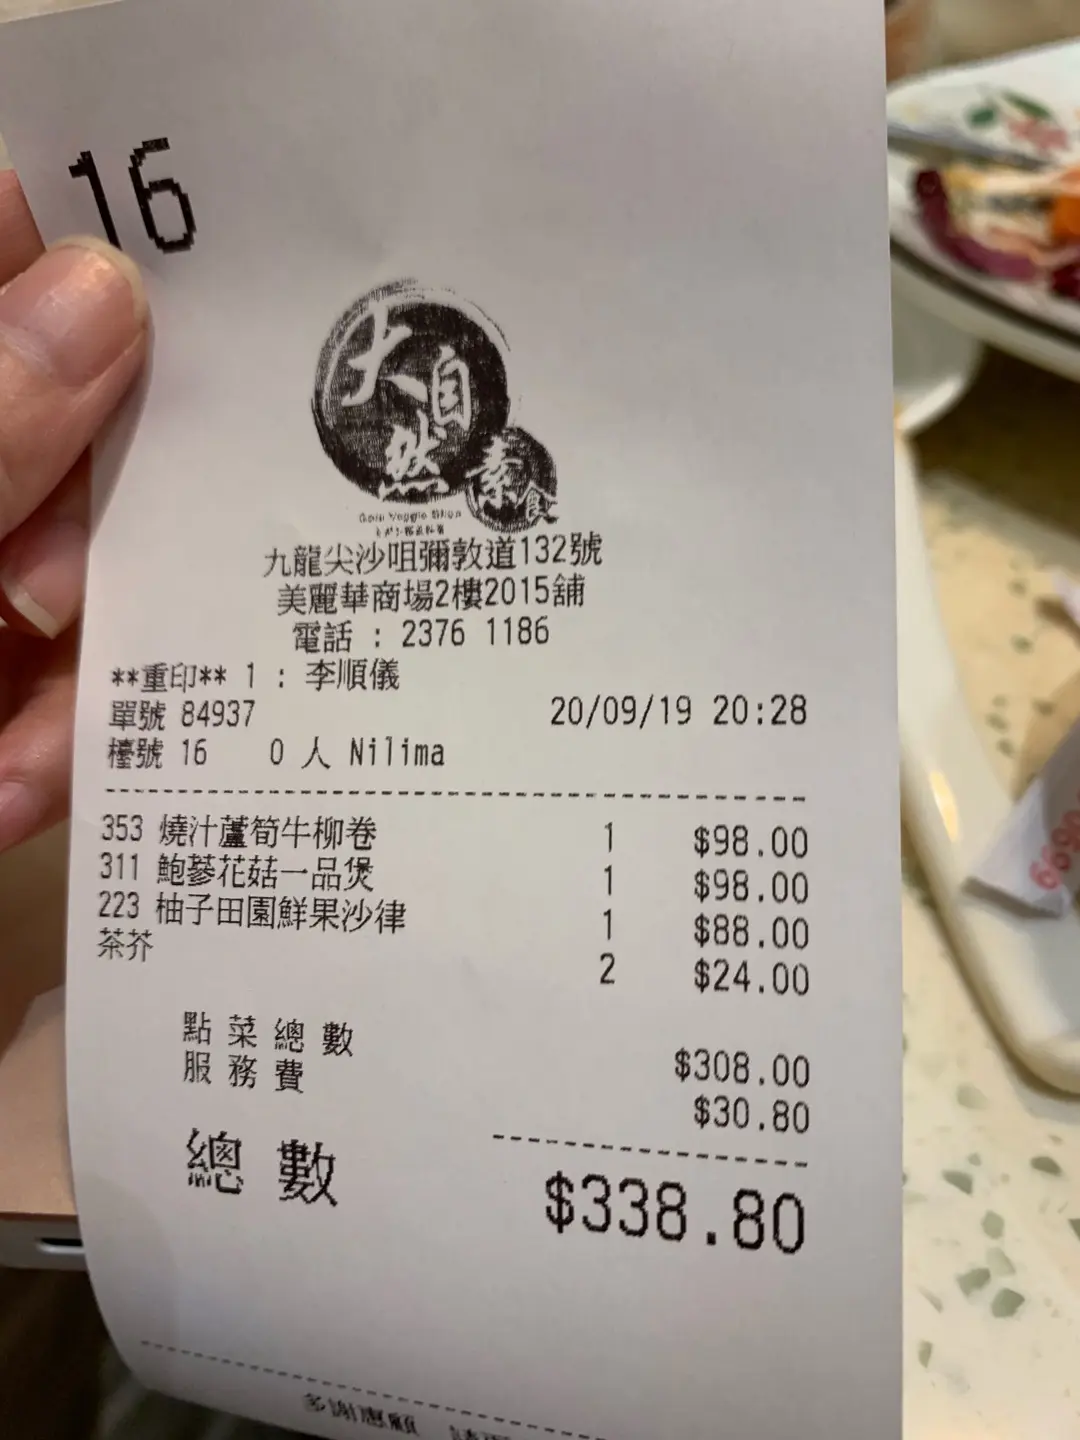 16
大自然
素食
Gaia Veggie Shop
九龍尖沙咀彌敦道132號
美麗華商場2樓2015舖
電話 : 2376 1186
**重印** 1 : 李順儀
單號 84937 20/09/19 20:28
檯號 16 0 人 Nilima
353 燒汁蘆筍牛柳卷 1 $98.00
311 鮑蔘花菇一品煲 1 $98.00
223 柚子田園鮮果沙律 1 $88.00
茶芥 2 $24.00
點菜總數 $308.00
服務費 $30.80
總數 $338.80
多謝惠顧